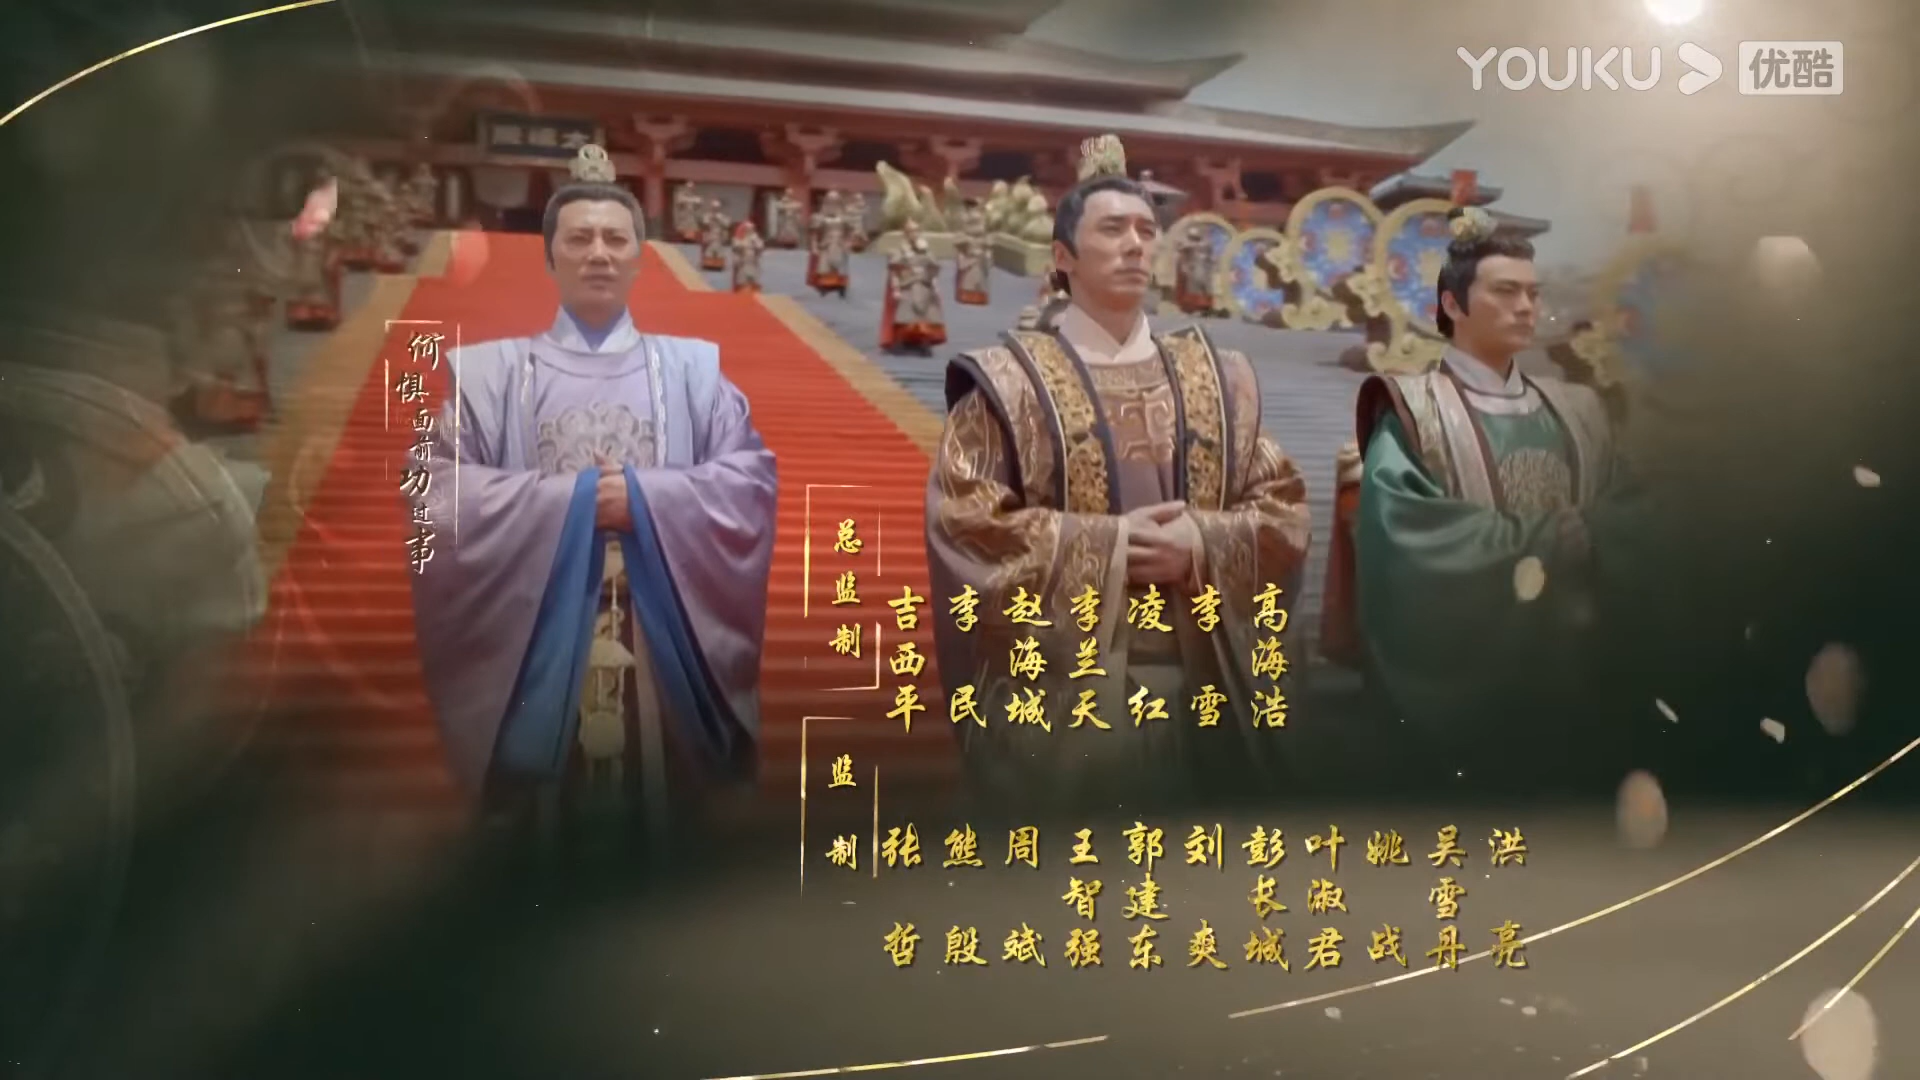 YOUKU 优酷
何惧面前功过事
总监制
吉西平
李民
赵海城
李兰天
凌红
李雪
高海浩
监制
张哲
熊殷
周斌
王智强
郭建东
刘爽
彭长城
叶淑君
姚战
吴雪丹
洪亮